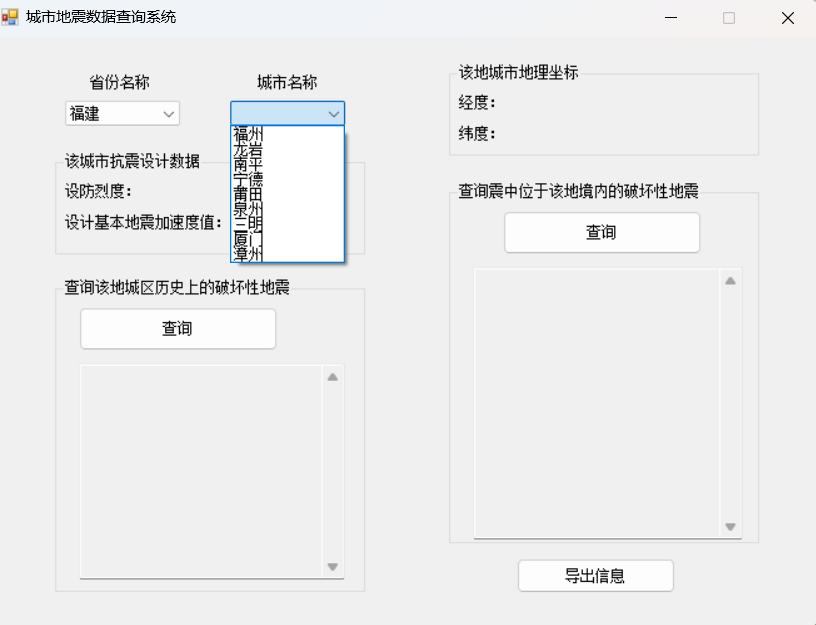 城市地震数据查询系统
省份名称
城市名称
福建
福州
龙岩
南平
宁德
莆田
泉州
三明
厦门
漳州
该城市抗震设计数据
设防烈度：
设计基本地震加速度值：
查询该地城区历史上的破坏性地震
查询
该地城市地理坐标
经度：
纬度：
查询震中位于该地境内的破坏性地震
查询
导出信息